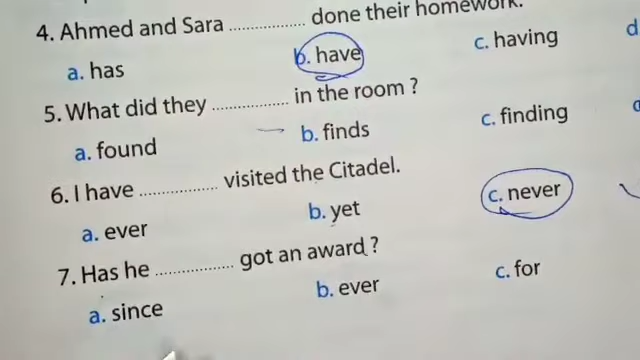 4. Ahmed and Sara ................ done their homework.
a. has b. have c. having d
5. What did they ................ in the room ?
a. found b. finds c. finding
6. I have ................ visited the Citadel.
a. ever b. yet c. never
7. Has he ................ got an award ?
a. since b. ever c. for